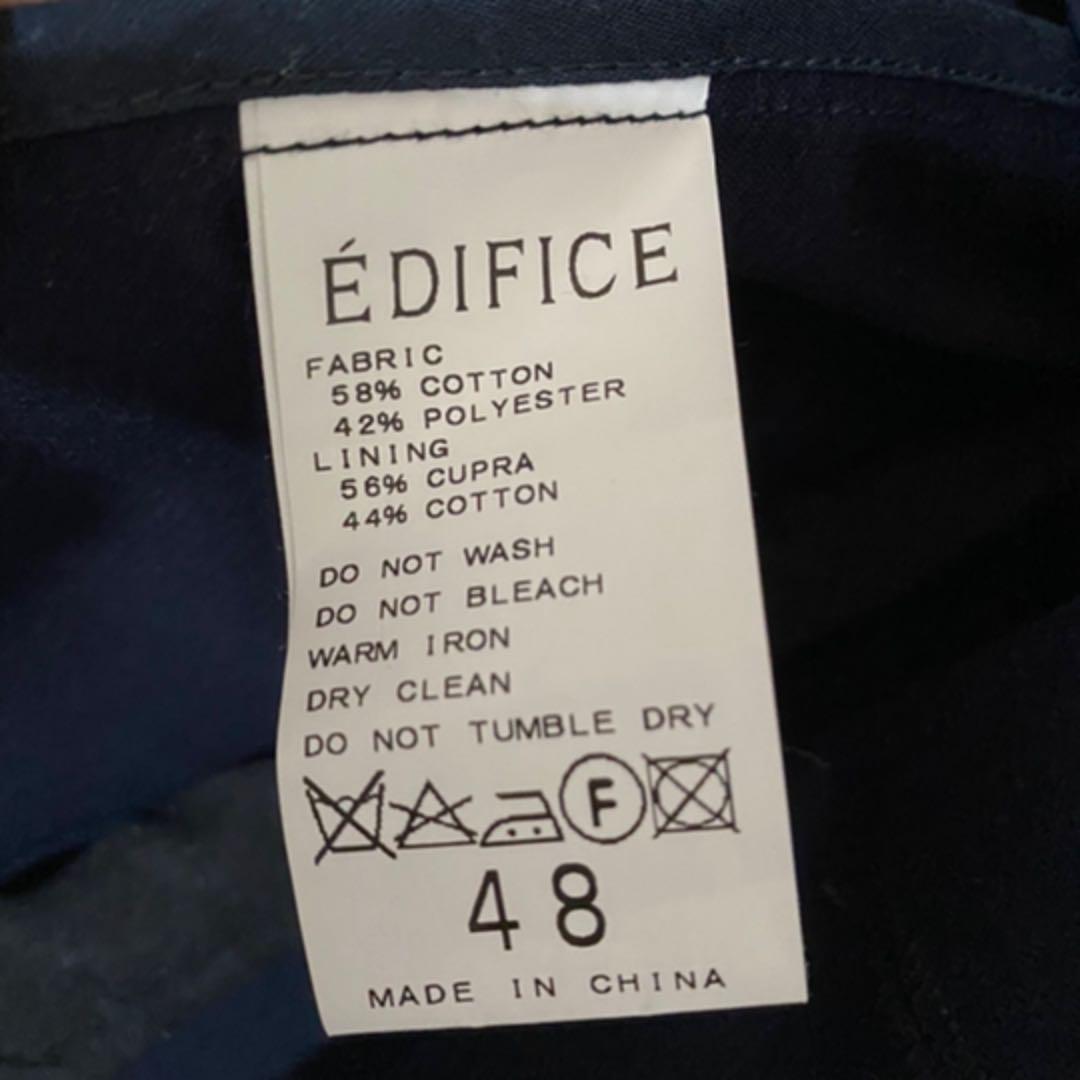 ÉDIFICE
FABRIC
58% COTTON
42% POLYESTER
LINING
56% CUPRA
44% COTTON
DO NOT WASH
DO NOT BLEACH
WARM IRON
DRY CLEAN
DO NOT TUMBLE DRY
F
48
MADE IN CHINA